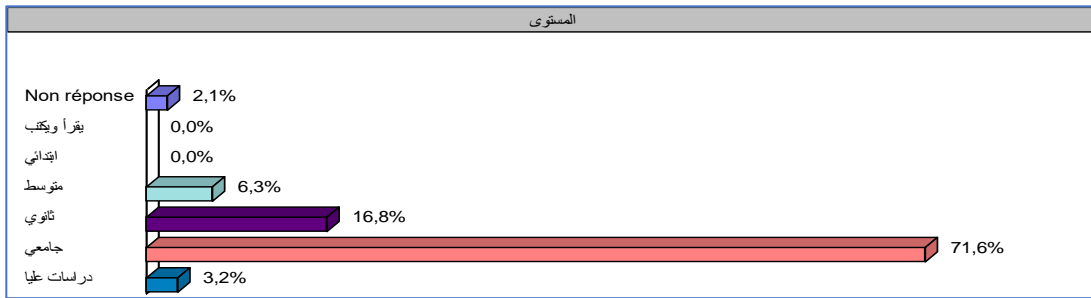 المستوى
Non réponse 2,1%
يقرأ ويكتب 0,0%
ابتدائي 0,0%
متوسط 6,3%
ثانوي 16,8%
جامعي 71,6%
دراسات عليا 3,2%